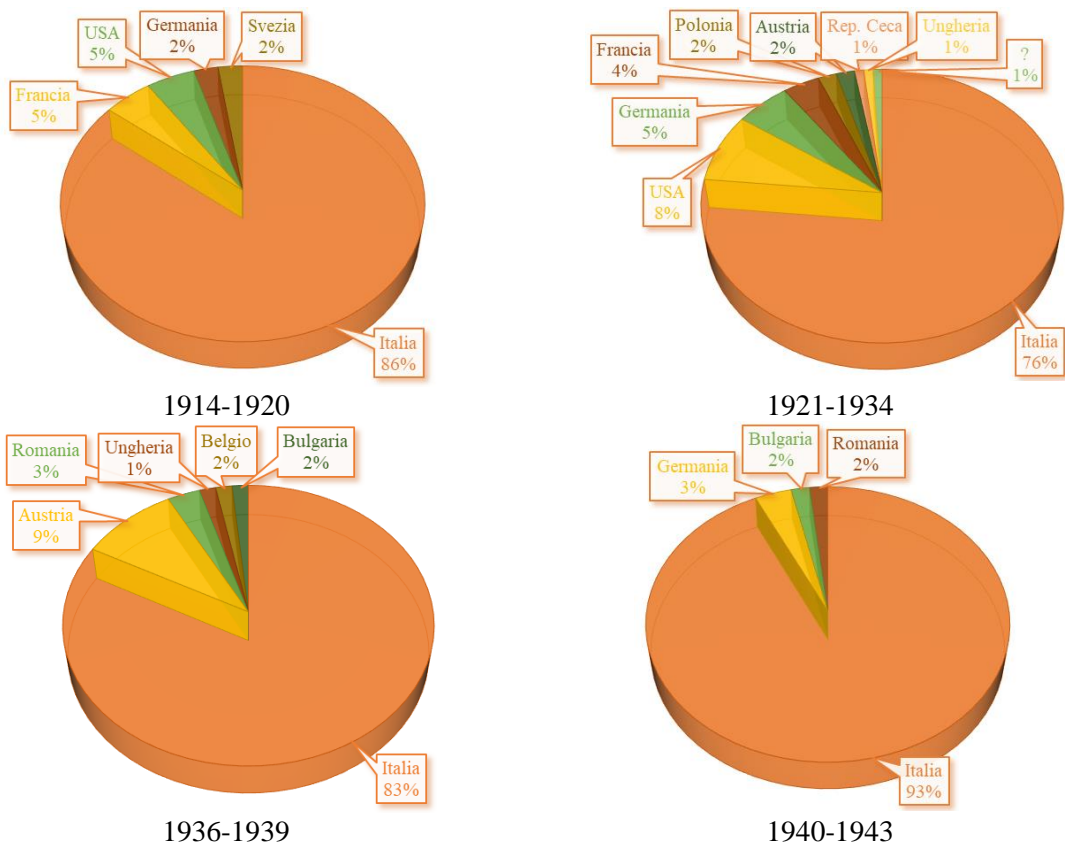 USA
5%
Germania
2%
Svezia
2%
Francia
5%
Italia
86%
1914-1920
Polonia
2%
Austria
2%
Rep. Ceca
1%
Ungheria
1%
?
1%
Francia
4%
Germania
5%
USA
8%
Italia
76%
1921-1934
Romania
3%
Ungheria
1%
Belgio
2%
Bulgaria
2%
Austria
9%
Italia
83%
1936-1939
Germania
3%
Bulgaria
2%
Romania
2%
Italia
93%
1940-1943